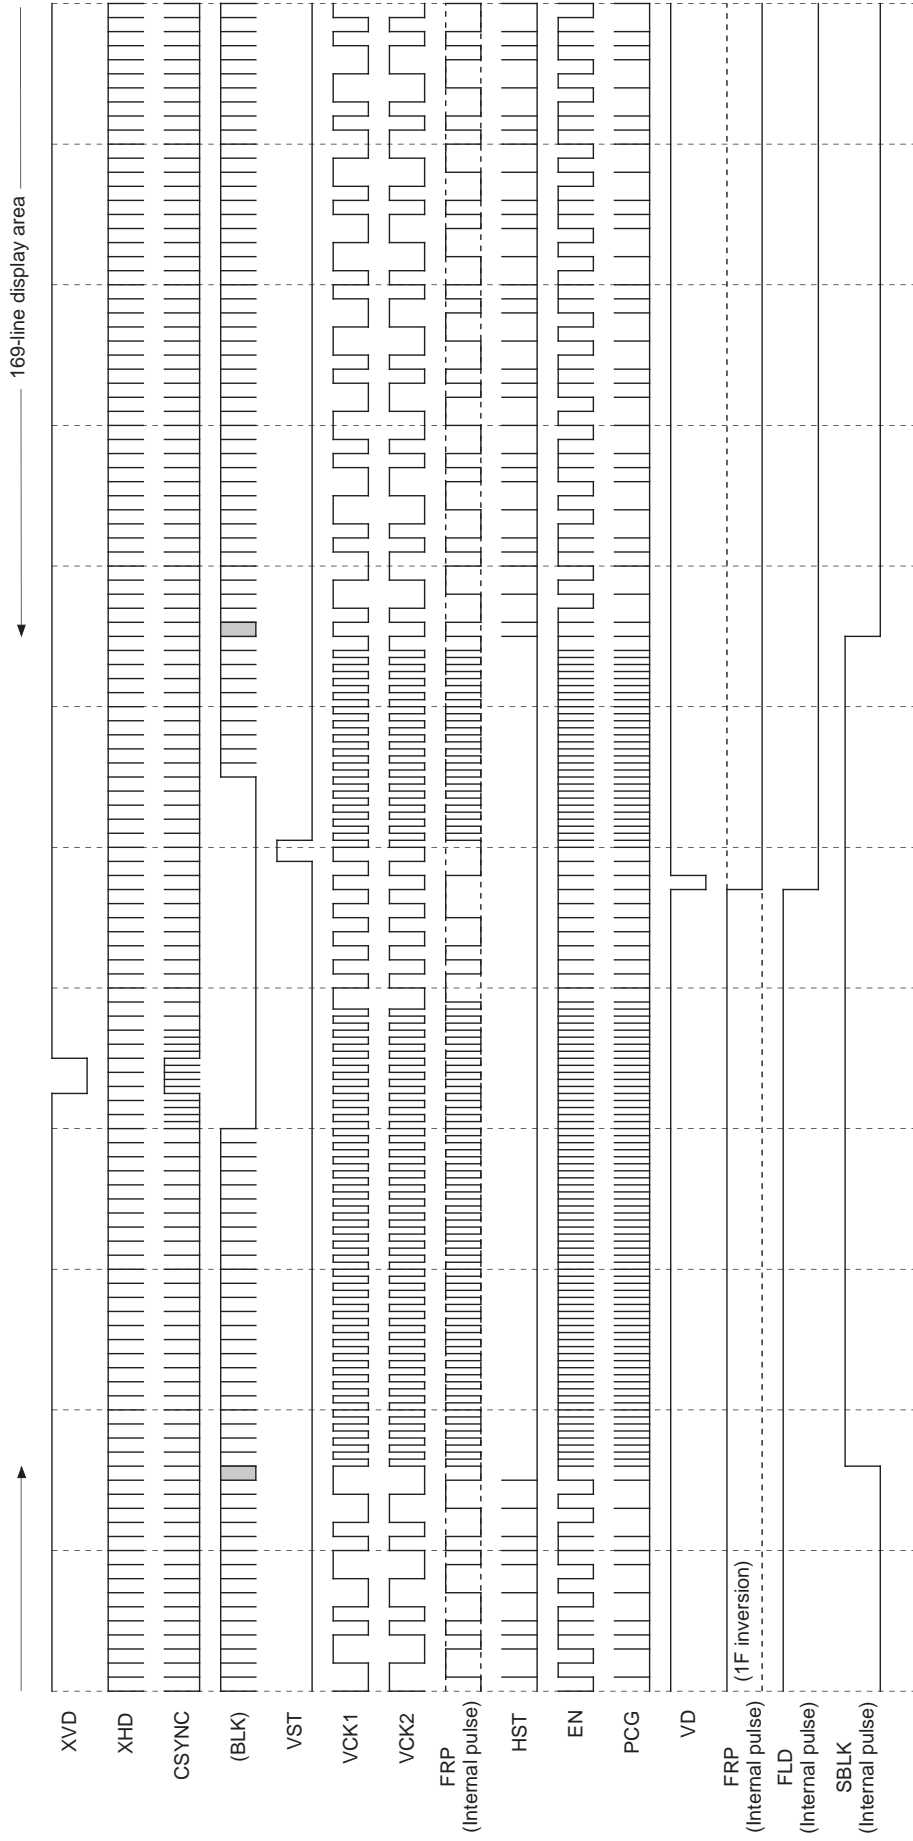 169-line display area
XVD
XHD
CSYNC
(BLK)
VST
VCK1
VCK2
FRP
(Internal pulse)
HST
EN
PCG
VD
(1F inversion)
FRP
(Internal pulse)
FLD
(Internal pulse)
SBLK
(Internal pulse)